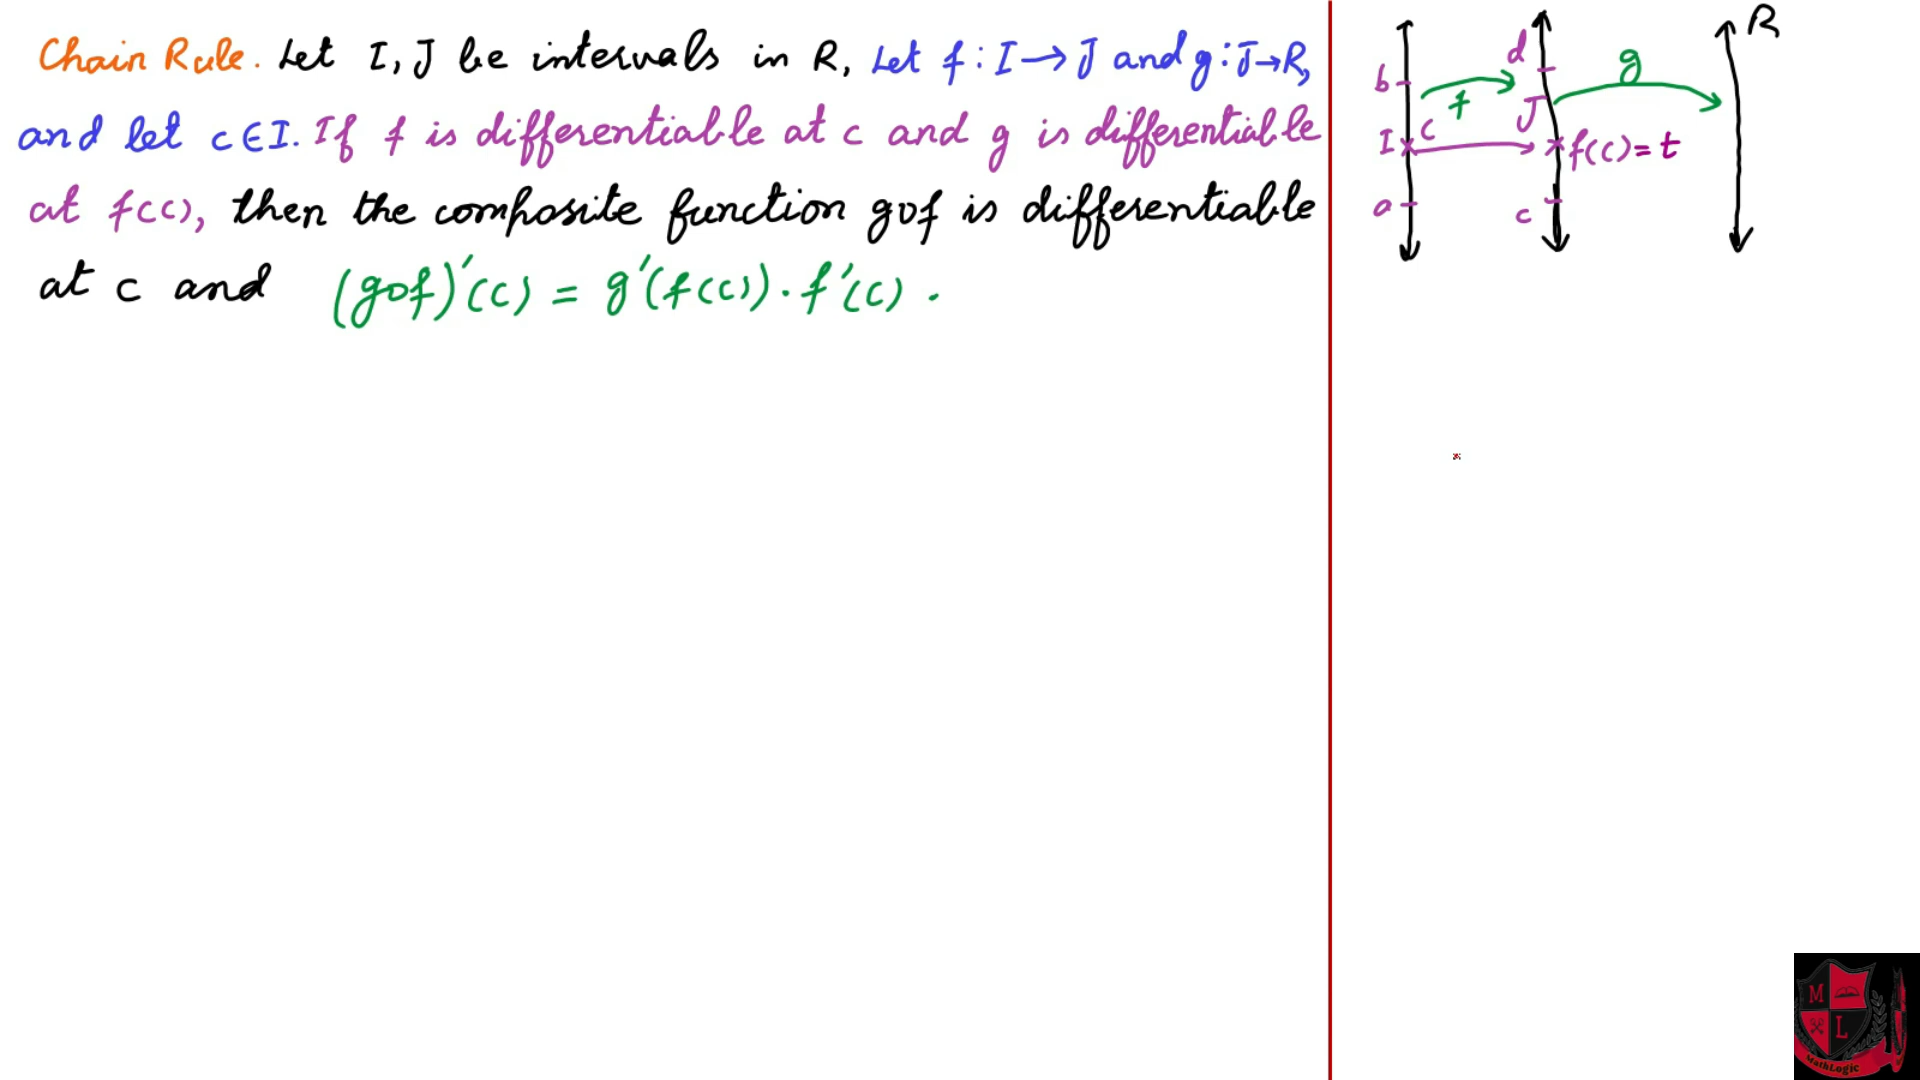 Chain Rule. Let I, J be intervals in R, Let f : I → J and g : J → R,
and let c ∈ I. If f is differentiable at c and g is differentiable
at f(c), then the composite function gof is differentiable
at c and (gof)′(c) = g′(f(c)) · f′(c) .
R
d
g
b
f
J
c
I
f(c) = t
a
c
M
L
MathLogic